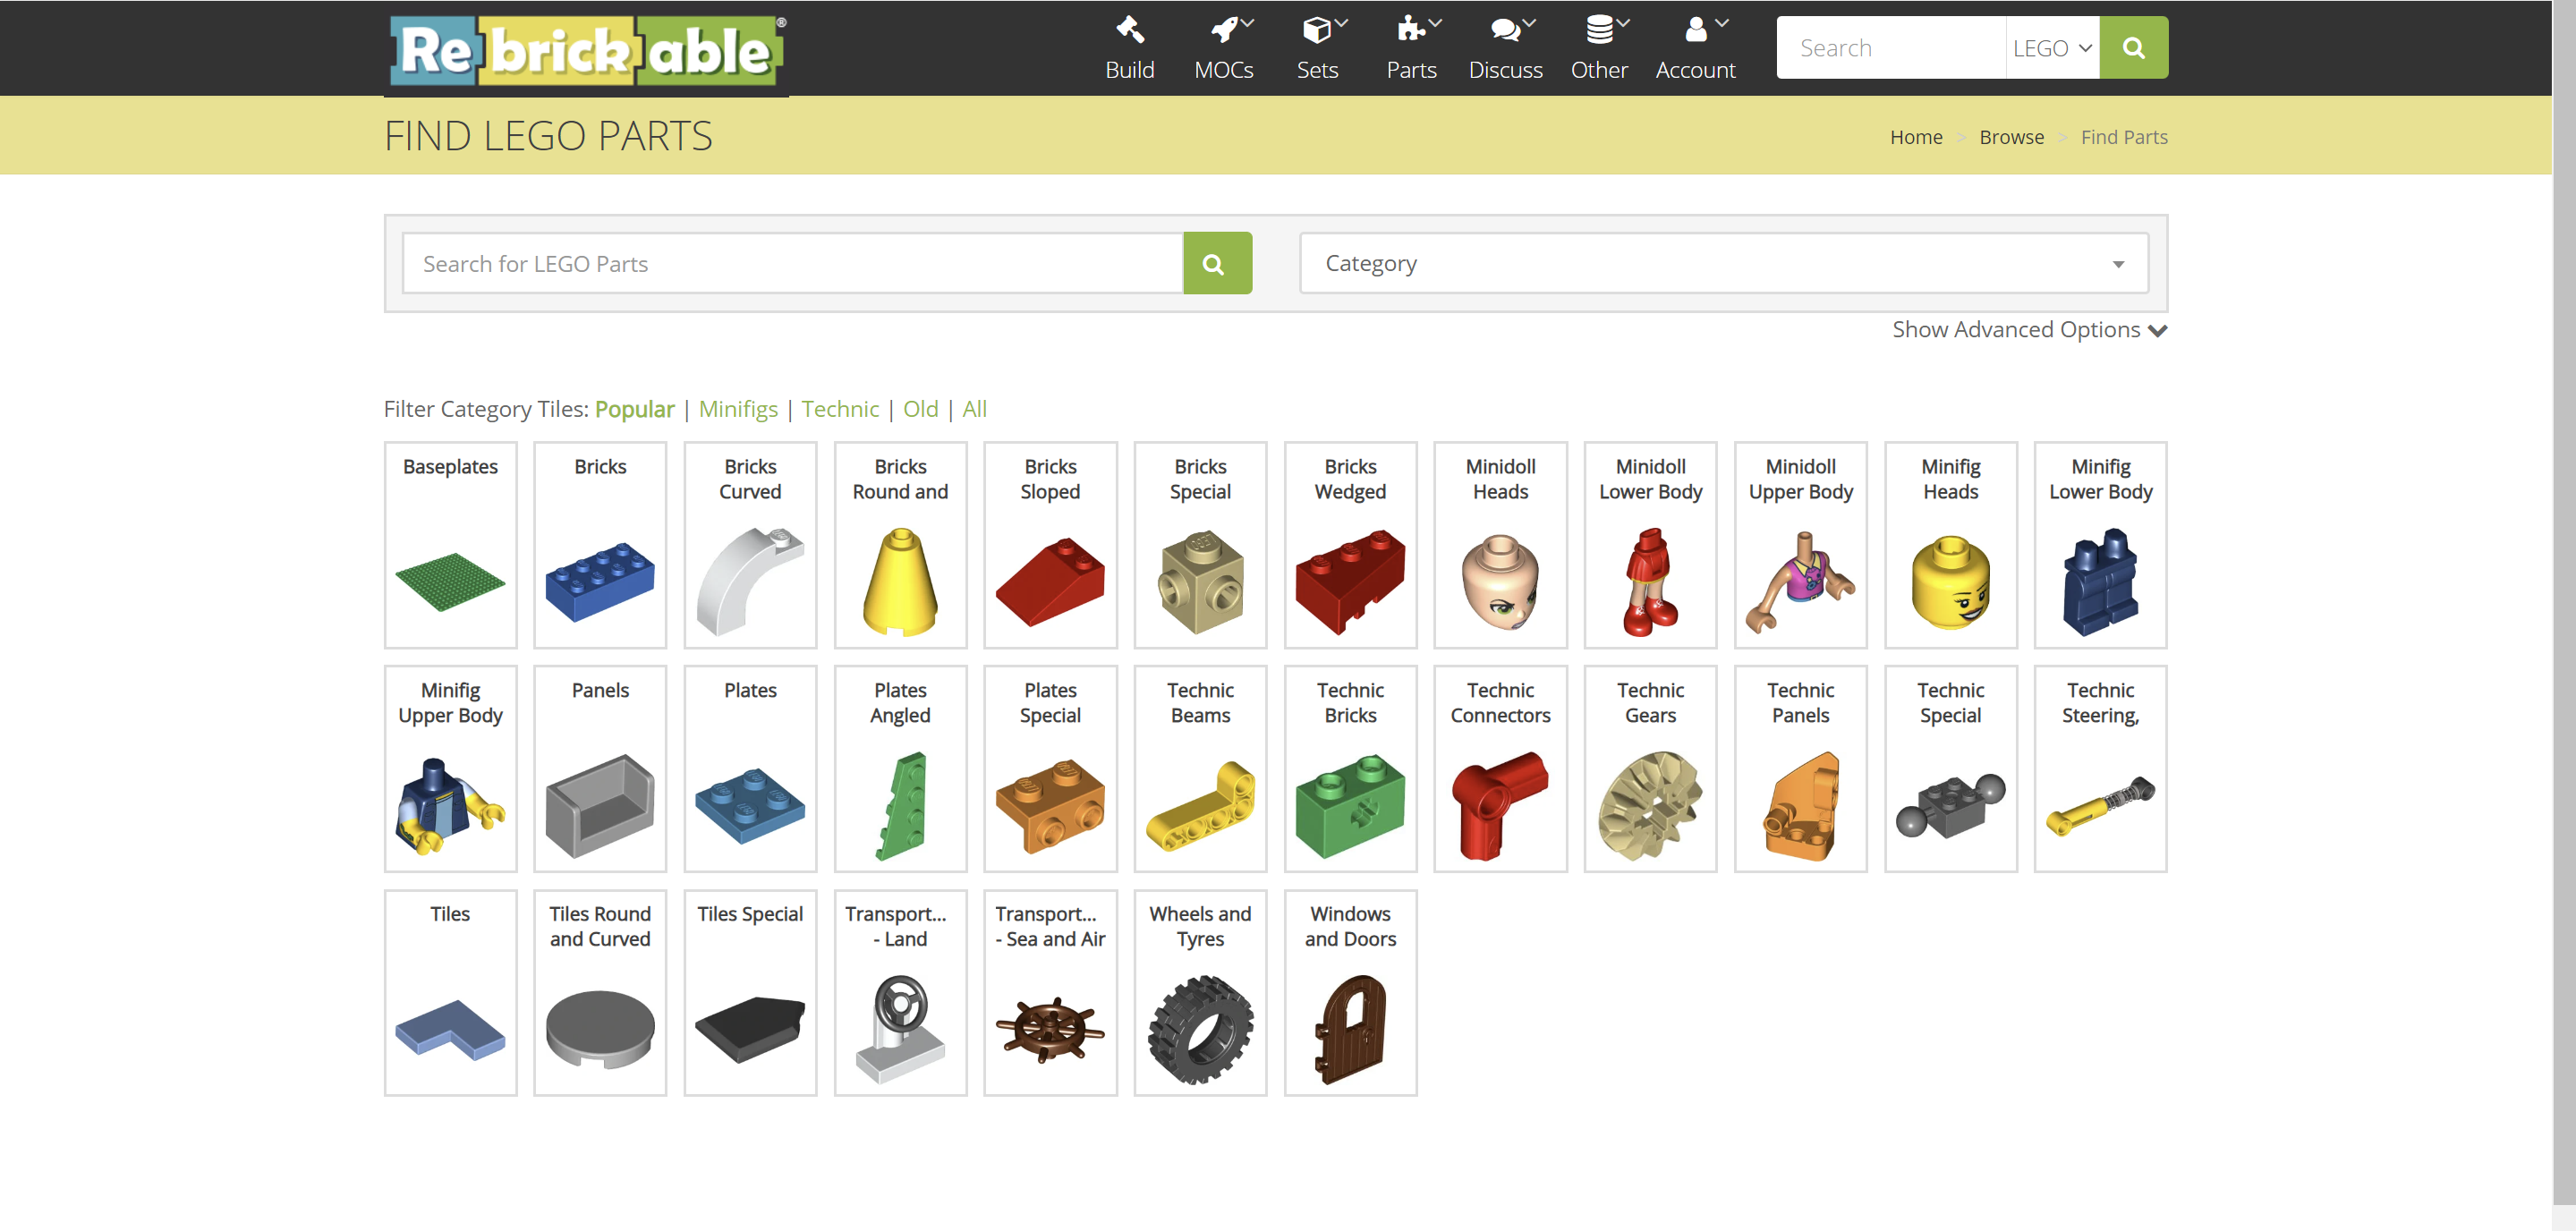 Rebrickable®
Build
MOCs
Sets
Parts
Discuss
Other
Account
Search
LEGO
FIND LEGO PARTS
Home > Browse > Find Parts
Search for LEGO Parts
Category
Show Advanced Options
Filter Category Tiles: Popular | Minifigs | Technic | Old | All
Baseplates
Bricks
Bricks
Curved
Bricks
Round and
Bricks
Sloped
Bricks
Special
Bricks
Wedged
Minidoll
Heads
Minidoll
Lower Body
Minidoll
Upper Body
Minifig
Heads
Minifig
Lower Body
Minifig
Upper Body
Panels
Plates
Plates
Angled
Plates
Special
Technic
Beams
Technic
Bricks
Technic
Connectors
Technic
Gears
Technic
Panels
Technic
Special
Technic
Steering,
Tiles
Tiles Round
and Curved
Tiles Special
Transport...
- Land
Transport...
- Sea and Air
Wheels and
Tyres
Windows
and Doors